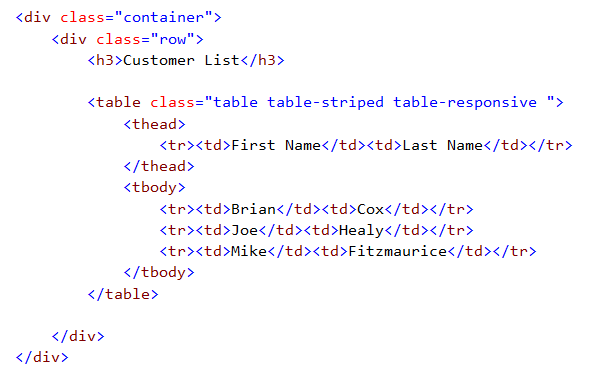 <div class="container">
    <div class="row">
        <h3>Customer List</h3>

        <table class="table table-striped table-responsive ">
            <thead>
                <tr><td>First Name</td><td>Last Name</td></tr>
            </thead>
            <tbody>
                <tr><td>Brian</td><td>Cox</td></tr>
                <tr><td>Joe</td><td>Healy</td></tr>
                <tr><td>Mike</td><td>Fitzmaurice</td></tr>
            </tbody>
        </table>

    </div>
</div>